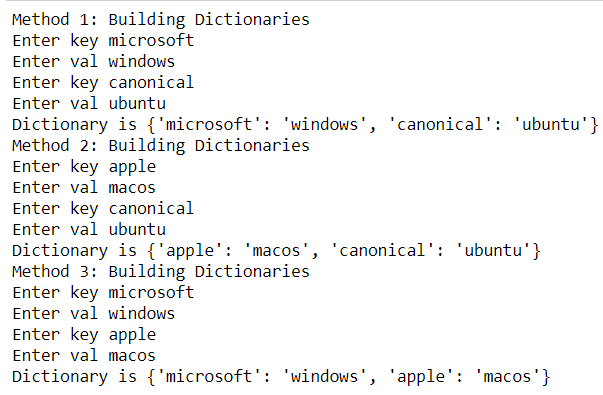 Method 1: Building Dictionaries
Enter key microsoft
Enter val windows
Enter key canonical
Enter val ubuntu
Dictionary is {'microsoft': 'windows', 'canonical': 'ubuntu'}
Method 2: Building Dictionaries
Enter key apple
Enter val macos
Enter key canonical
Enter val ubuntu
Dictionary is {'apple': 'macos', 'canonical': 'ubuntu'}
Method 3: Building Dictionaries
Enter key microsoft
Enter val windows
Enter key apple
Enter val macos
Dictionary is {'microsoft': 'windows', 'apple': 'macos'}